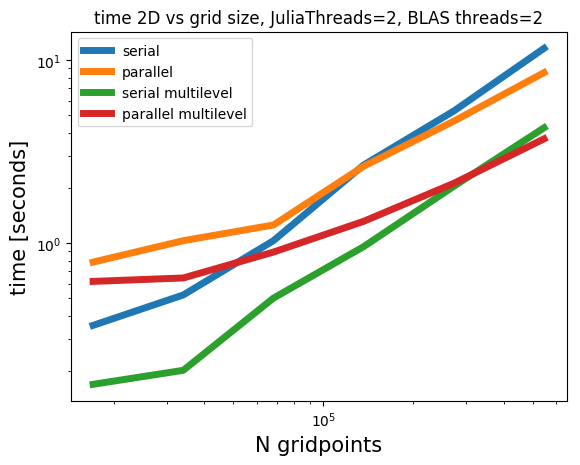 time 2D vs grid size, JuliaThreads=2, BLAS threads=2
serial
parallel
serial multilevel
parallel multilevel
10¹
10⁰
time [seconds]
10⁵
N gridpoints